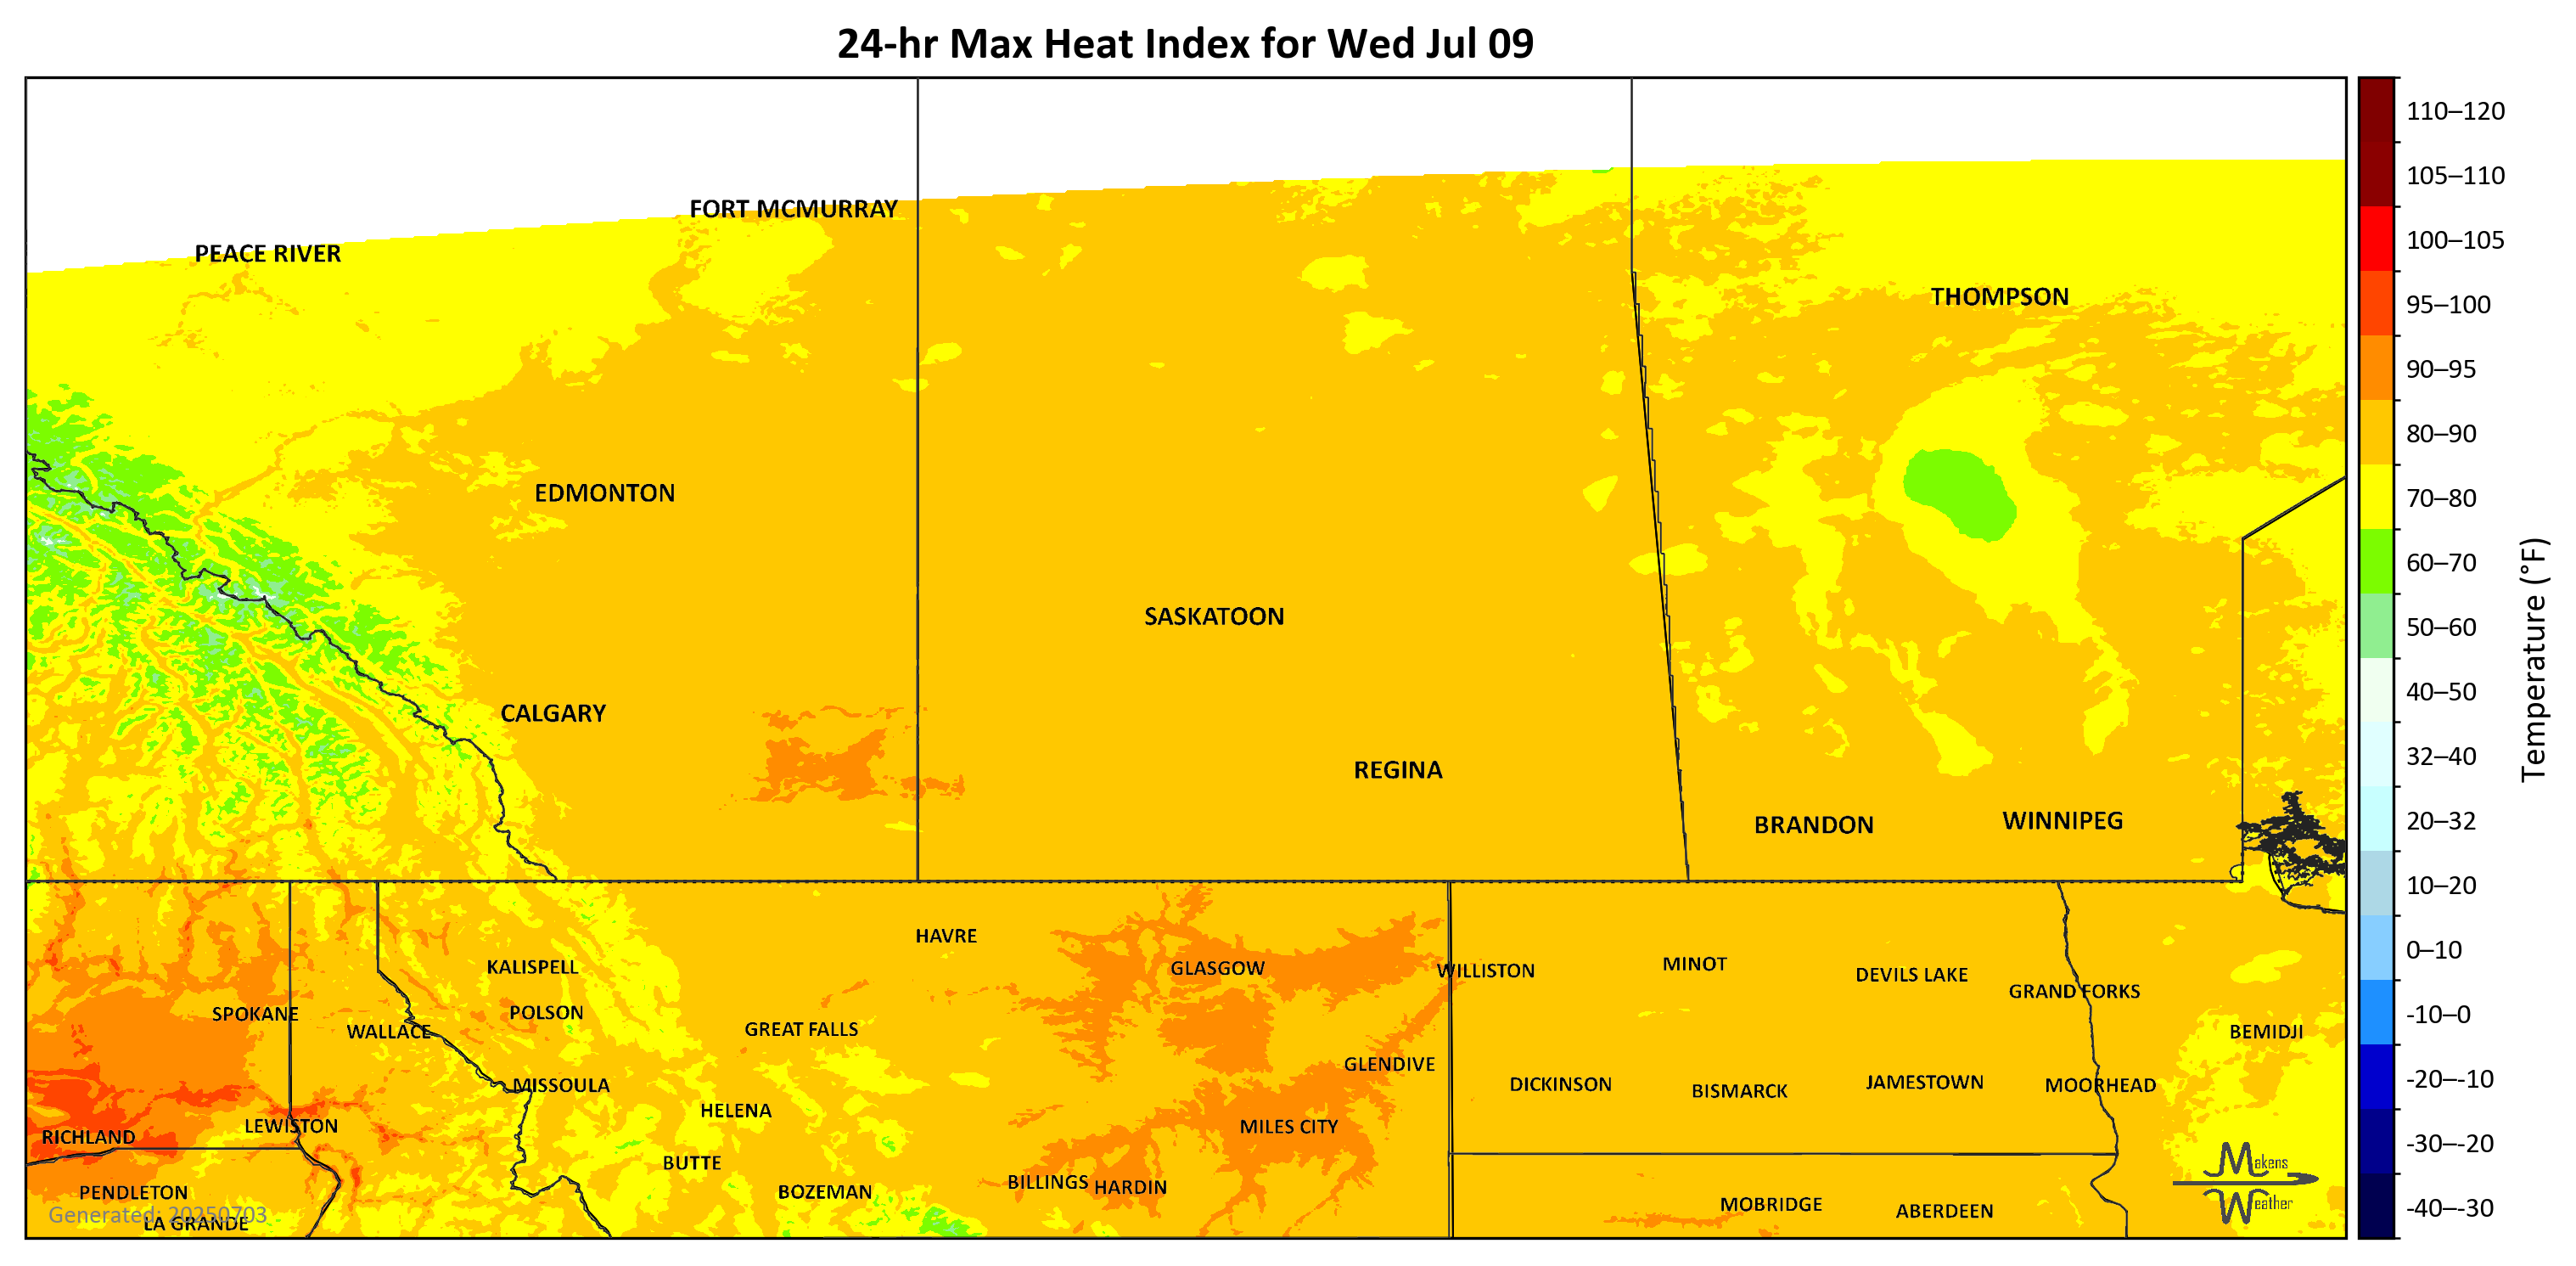 24-hr Max Heat Index for Wed Jul 09
FORT MCMURRAY
PEACE RIVER
THOMPSON
EDMONTON
SASKATOON
CALGARY
REGINA
BRANDON
WINNIPEG
HAVRE
KALISPELL
GLASGOW
WILLISTON
MINOT
DEVILS LAKE
GRAND FORKS
SPOKANE
POLSON
WALLACE
GREAT FALLS
BEMIDJI
GLENDIVE
MISSOULA
DICKINSON
BISMARCK
JAMESTOWN
MOORHEAD
HELENA
LEWISTON
MILES CITY
RICHLAND
BUTTE
PENDLETON
BOZEMAN
BILLINGS
HARDIN
MOBRIDGE
ABERDEEN
Generated: 20250703
LA GRANDE
Makens
Weather
110–120
105–110
100–105
95–100
90–95
80–90
70–80
60–70
50–60
40–50
32–40
20–32
10–20
0–10
-10–0
-20–-10
-30–-20
-40–-30
Temperature (°F)